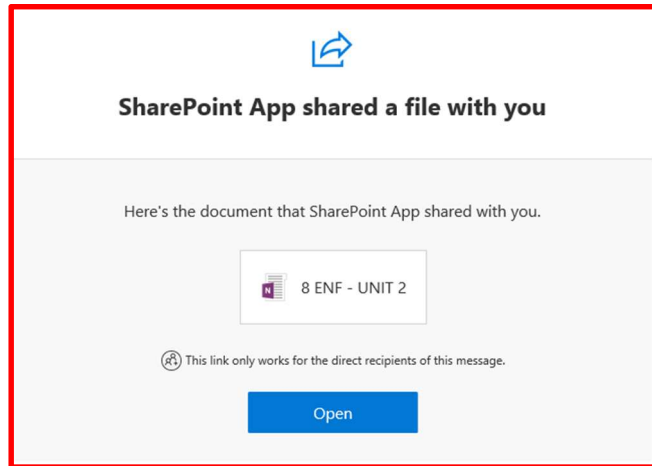 SharePoint App shared a file with you
Here's the document that SharePoint App shared with you.
N 8 ENF - UNIT 2
This link only works for the direct recipients of this message.
Open